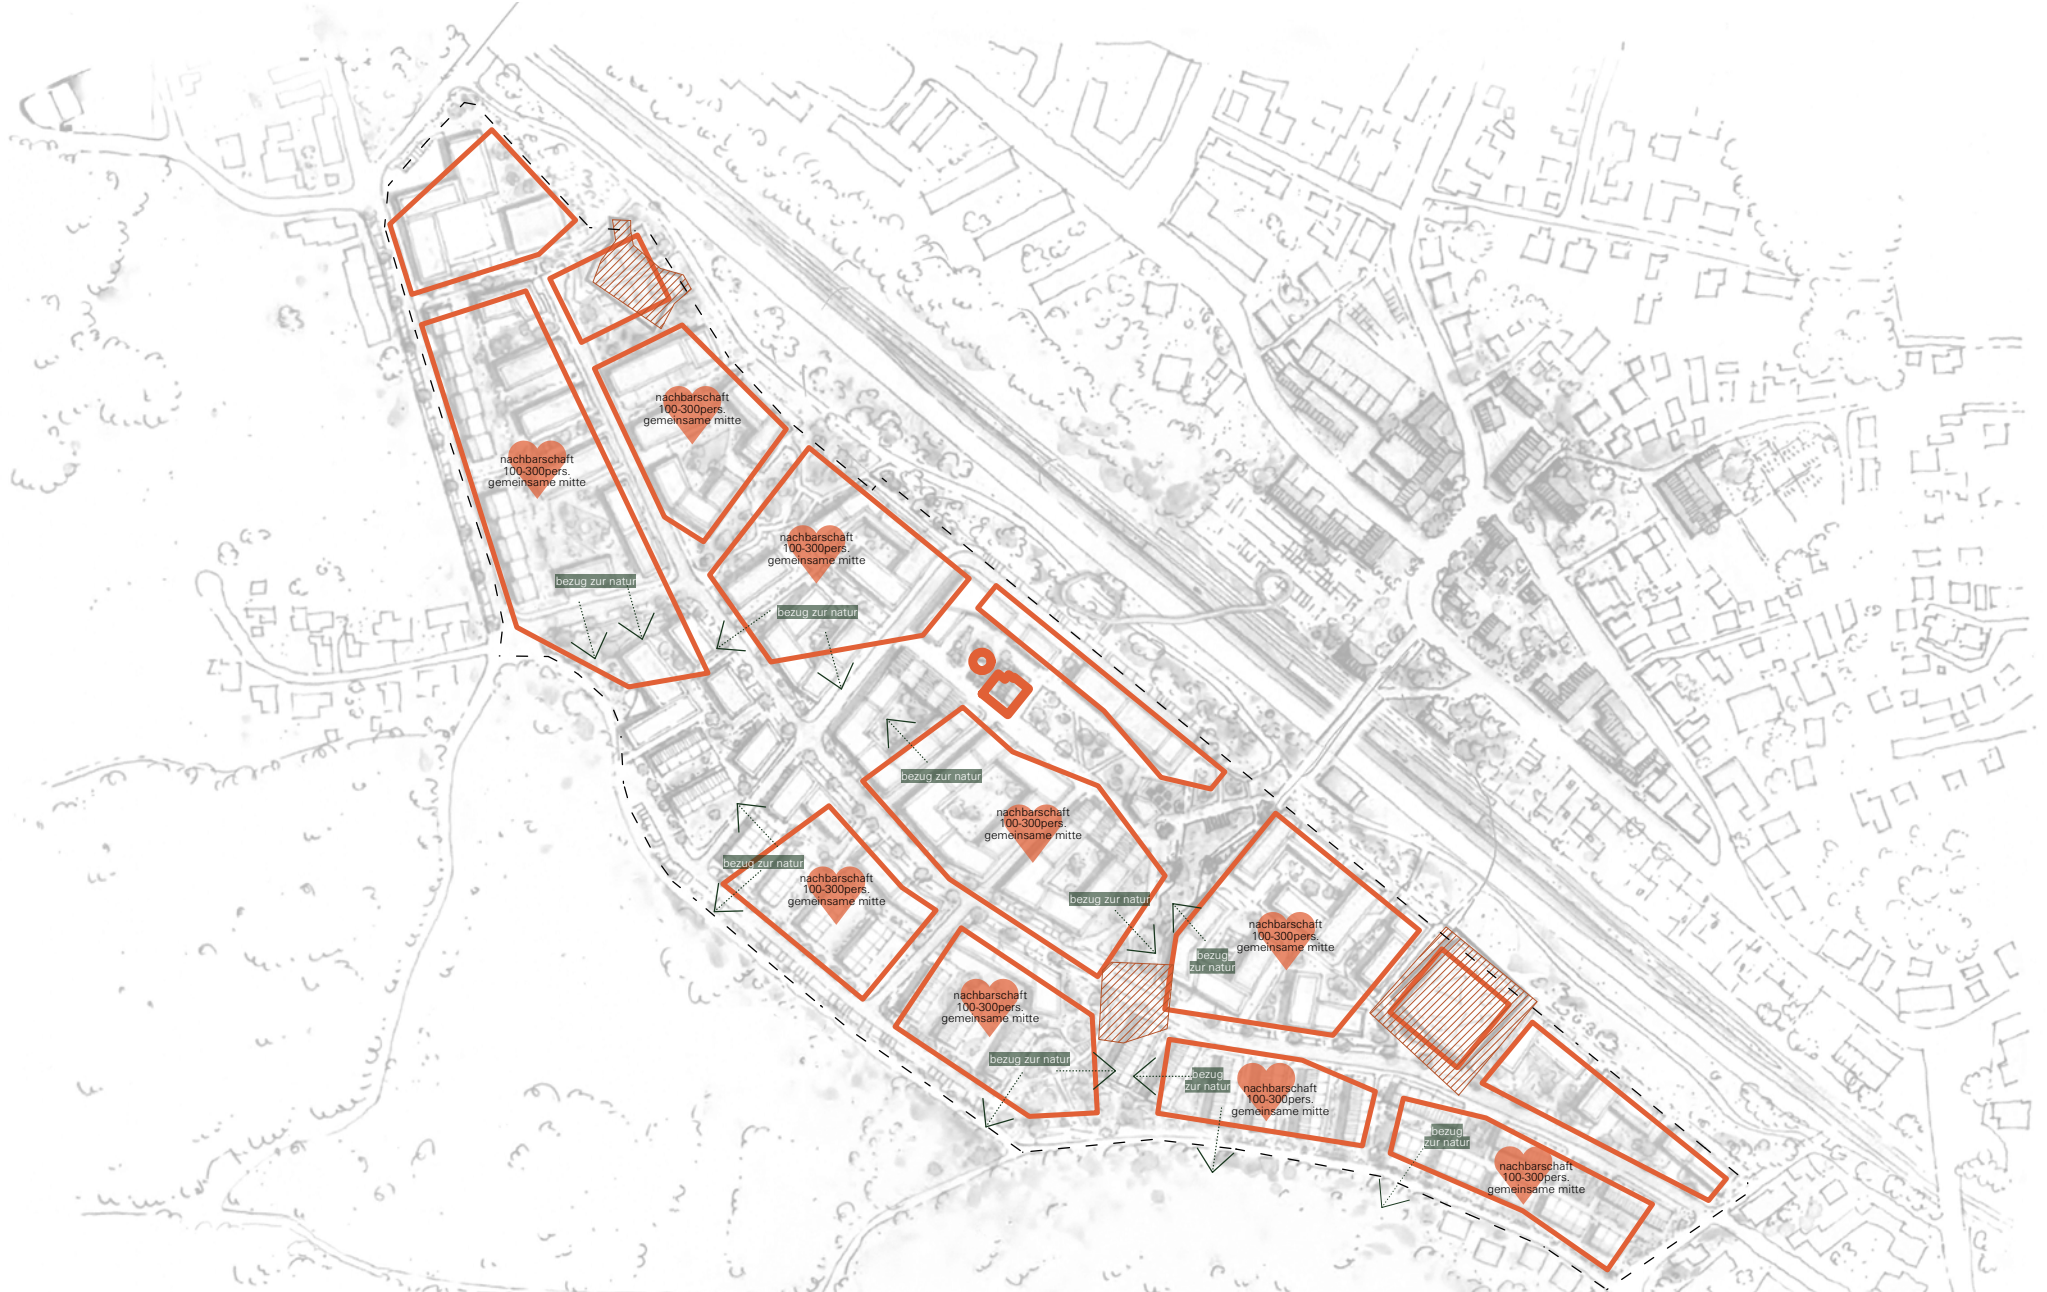 nachbarschaft
100-300pers.
gemeinsame mitte
nachbarschaft
100-300pers.
gemeinsame mitte
nachbarschaft
100-300pers.
gemeinsame mitte
bezug zur natur
bezug zur natur
bezug zur natur
nachbarschaft
100-300pers.
gemeinsame mitte
bezug zur natur
nachbarschaft
100-300pers.
gemeinsame mitte
bezug zur natur
nachbarschaft
100-300pers.
gemeinsame mitte
bezug
zur natur
nachbarschaft
100-300pers.
gemeinsame mitte
bezug zur natur
bezug
zur natur
nachbarschaft
100-300pers.
gemeinsame mitte
bezug
zur natur
nachbarschaft
100-300pers.
gemeinsame mitte